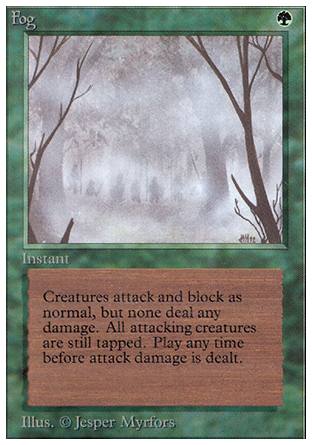 Fog
Instant
Creatures attack and block as
normal, but none deal any
damage. All attacking creatures
are still tapped. Play any time
before attack damage is dealt.
Illus. © Jesper Myrfors